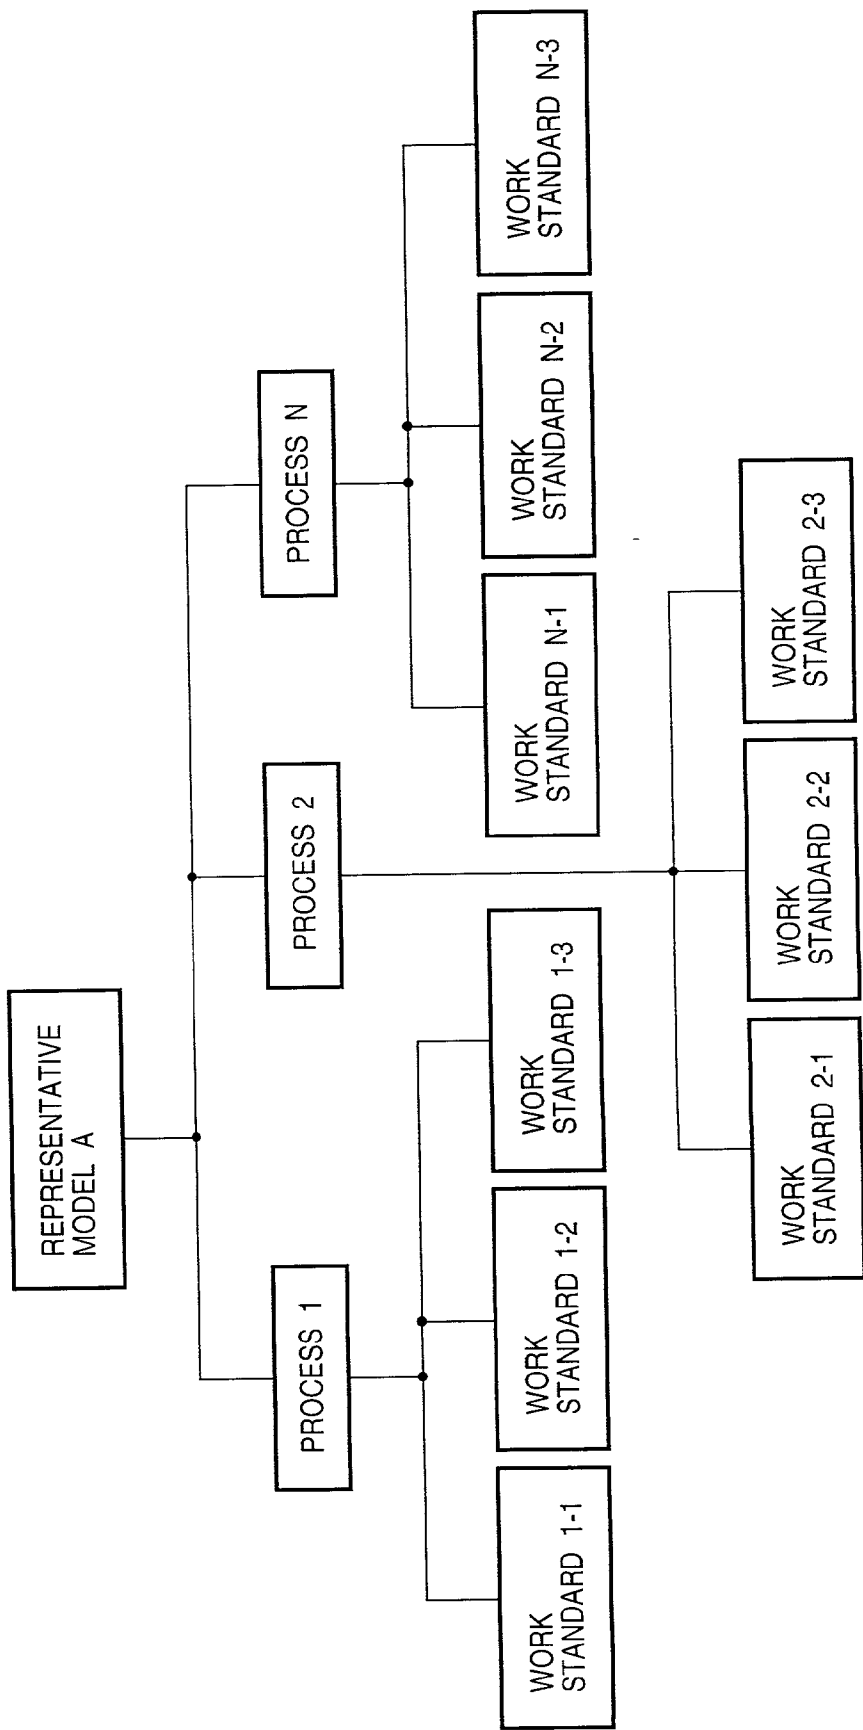 REPRESENTATIVE
MODEL A
PROCESS 1
PROCESS 2
PROCESS N
WORK
STANDARD 1-1
WORK
STANDARD 1-2
WORK
STANDARD 1-3
WORK
STANDARD N-1
WORK
STANDARD N-2
WORK
STANDARD N-3
WORK
STANDARD 2-1
WORK
STANDARD 2-2
WORK
STANDARD 2-3